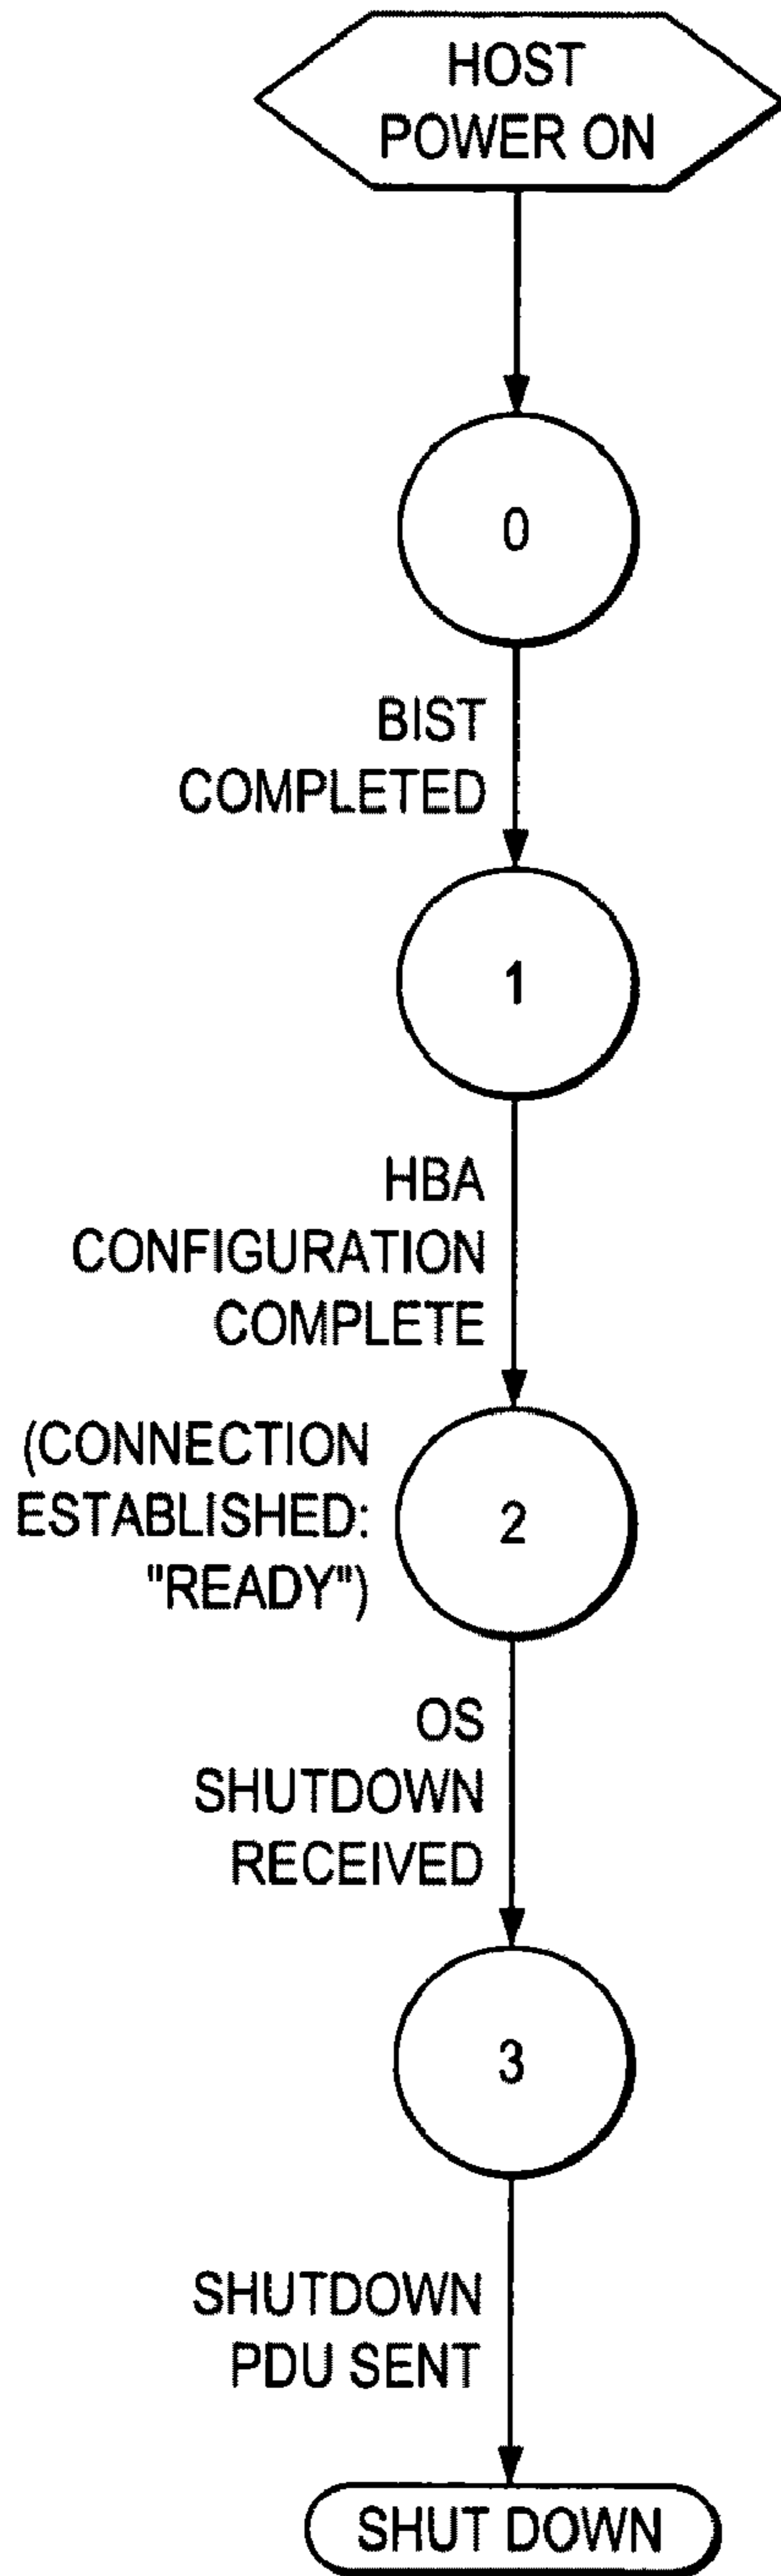 HOST
POWER ON
0
BIST
COMPLETED
1
HBA
CONFIGURATION
COMPLETE
(CONNECTION
ESTABLISHED:
"READY")
2
OS
SHUTDOWN
RECEIVED
3
SHUTDOWN
PDU SENT
SHUT DOWN